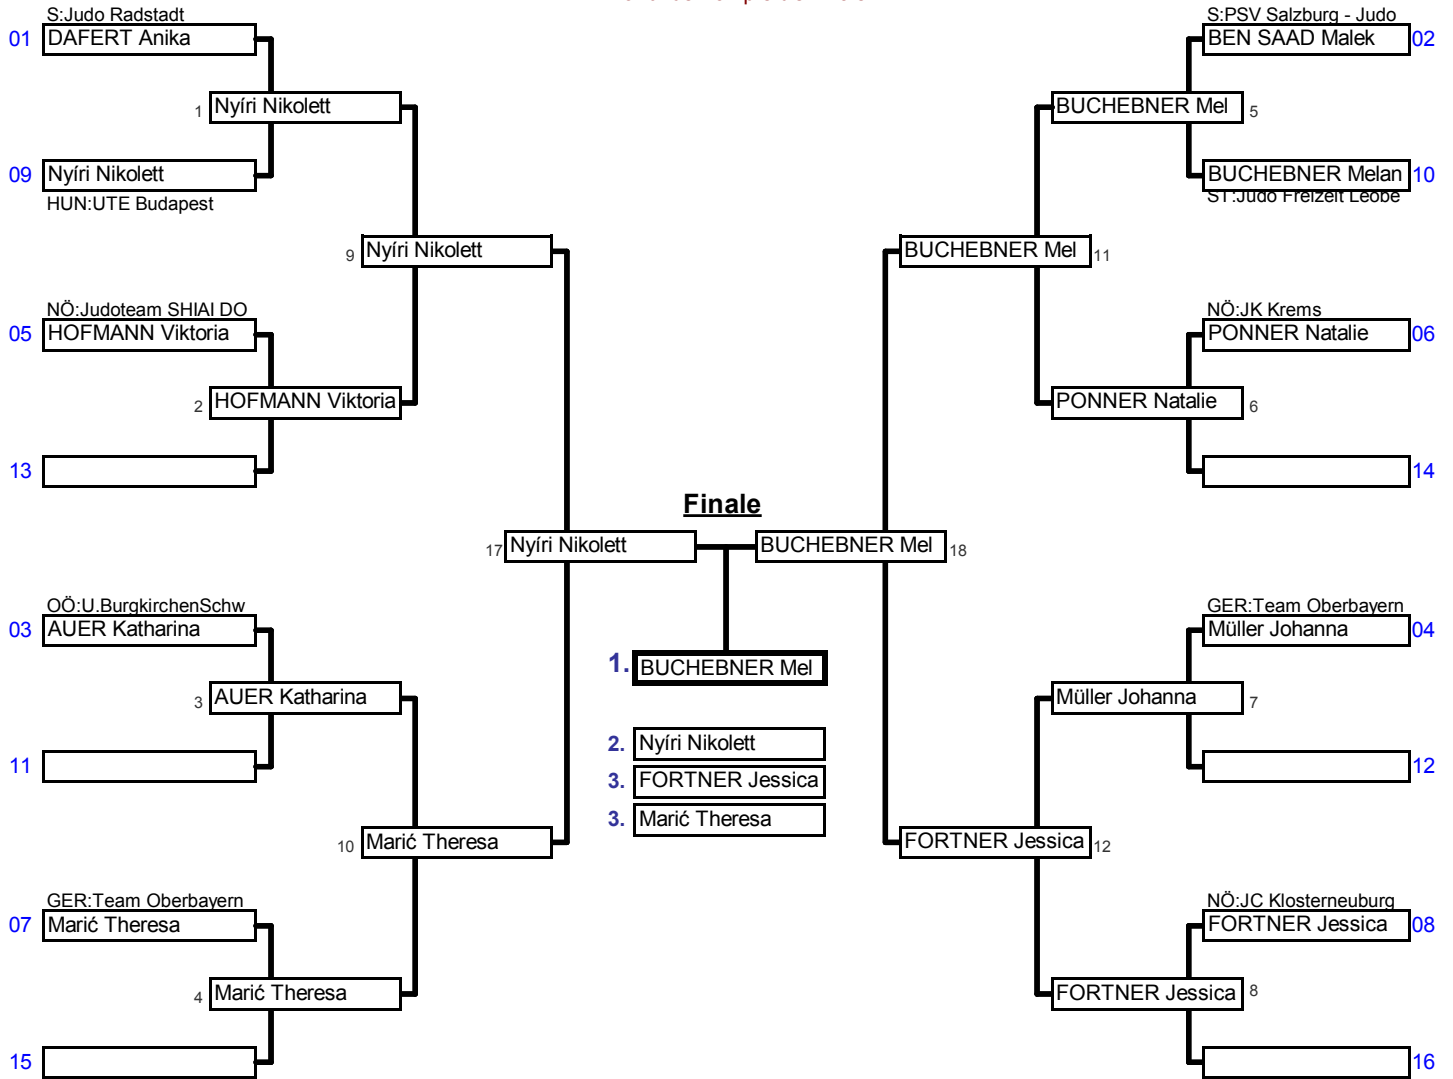 S:Judo Radstadt
01 DAFERT Anika
1 Nyíri Nikolett
09 Nyíri Nikolett
HUN:UTE Budapest
9 Nyíri Nikolett
NÖ:Judoteam SHIAI DO
05 HOFMANN Viktoria
2 HOFMANN Viktoria
13
17 Nyíri Nikolett
OÖ:U.BurgkirchenSchw
03 AUER Katharina
3 AUER Katharina
11
10 Marić Theresa
GER:Team Oberbayern
07 Marić Theresa
4 Marić Theresa
15
Finale
1. BUCHEBNER Mel
2. Nyíri Nikolett
3. FORTNER Jessica
3. Marić Theresa
S:PSV Salzburg - Judo
BEN SAAD Malek 02
BUCHEBNER Mel 5
BUCHEBNER Melan 10
ST:Judo Freizeit Leobe
BUCHEBNER Mel 11
NÖ:JK Krems
PONNER Natalie 06
PONNER Natalie 6
14
BUCHEBNER Mel 18
GER:Team Oberbayern
Müller Johanna 04
Müller Johanna 7
12
FORTNER Jessica 12
NÖ:JC Klosterneuburg
FORTNER Jessica 08
FORTNER Jessica 8
16